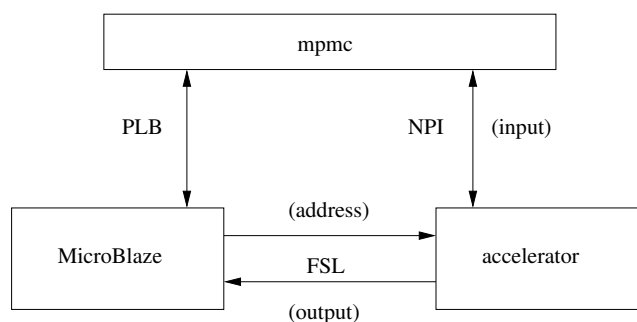 mpmc
PLB
NPI
(input)
(address)
MicroBlaze
FSL
accelerator
(output)